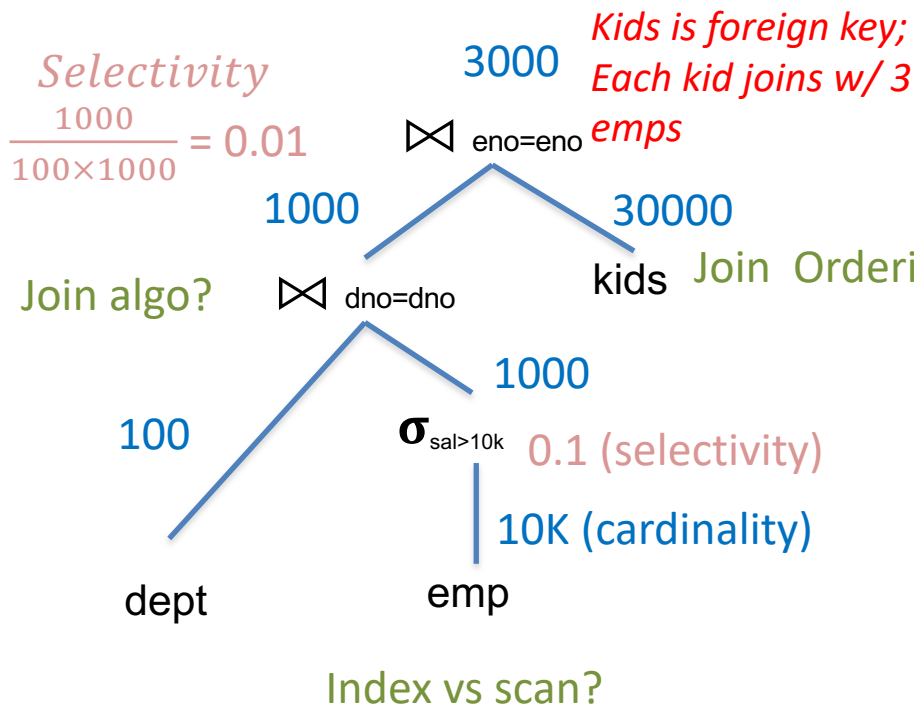 Kids is foreign key;
Each kid joins w/ 3
emps
3000
Selectivity
1000
100×1000
= 0.01
⋈ eno=eno
1000
30000
kids
Join Orderi
Join algo?
⋈ dno=dno
1000
100
σ sal>10k
0.1 (selectivity)
10K (cardinality)
dept
emp
Index vs scan?